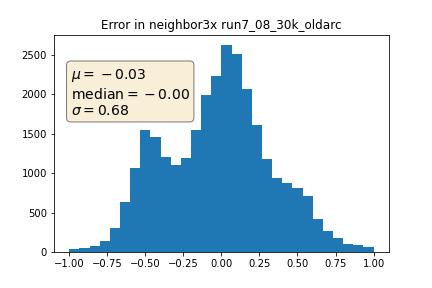 Error in neighbor3x run7_08_30k_oldarc
2500
2000
1500
1000
500
0
μ = −0.03
median = −0.00
σ = 0.68
−1.00 −0.75 −0.50 −0.25 0.00 0.25 0.50 0.75 1.00